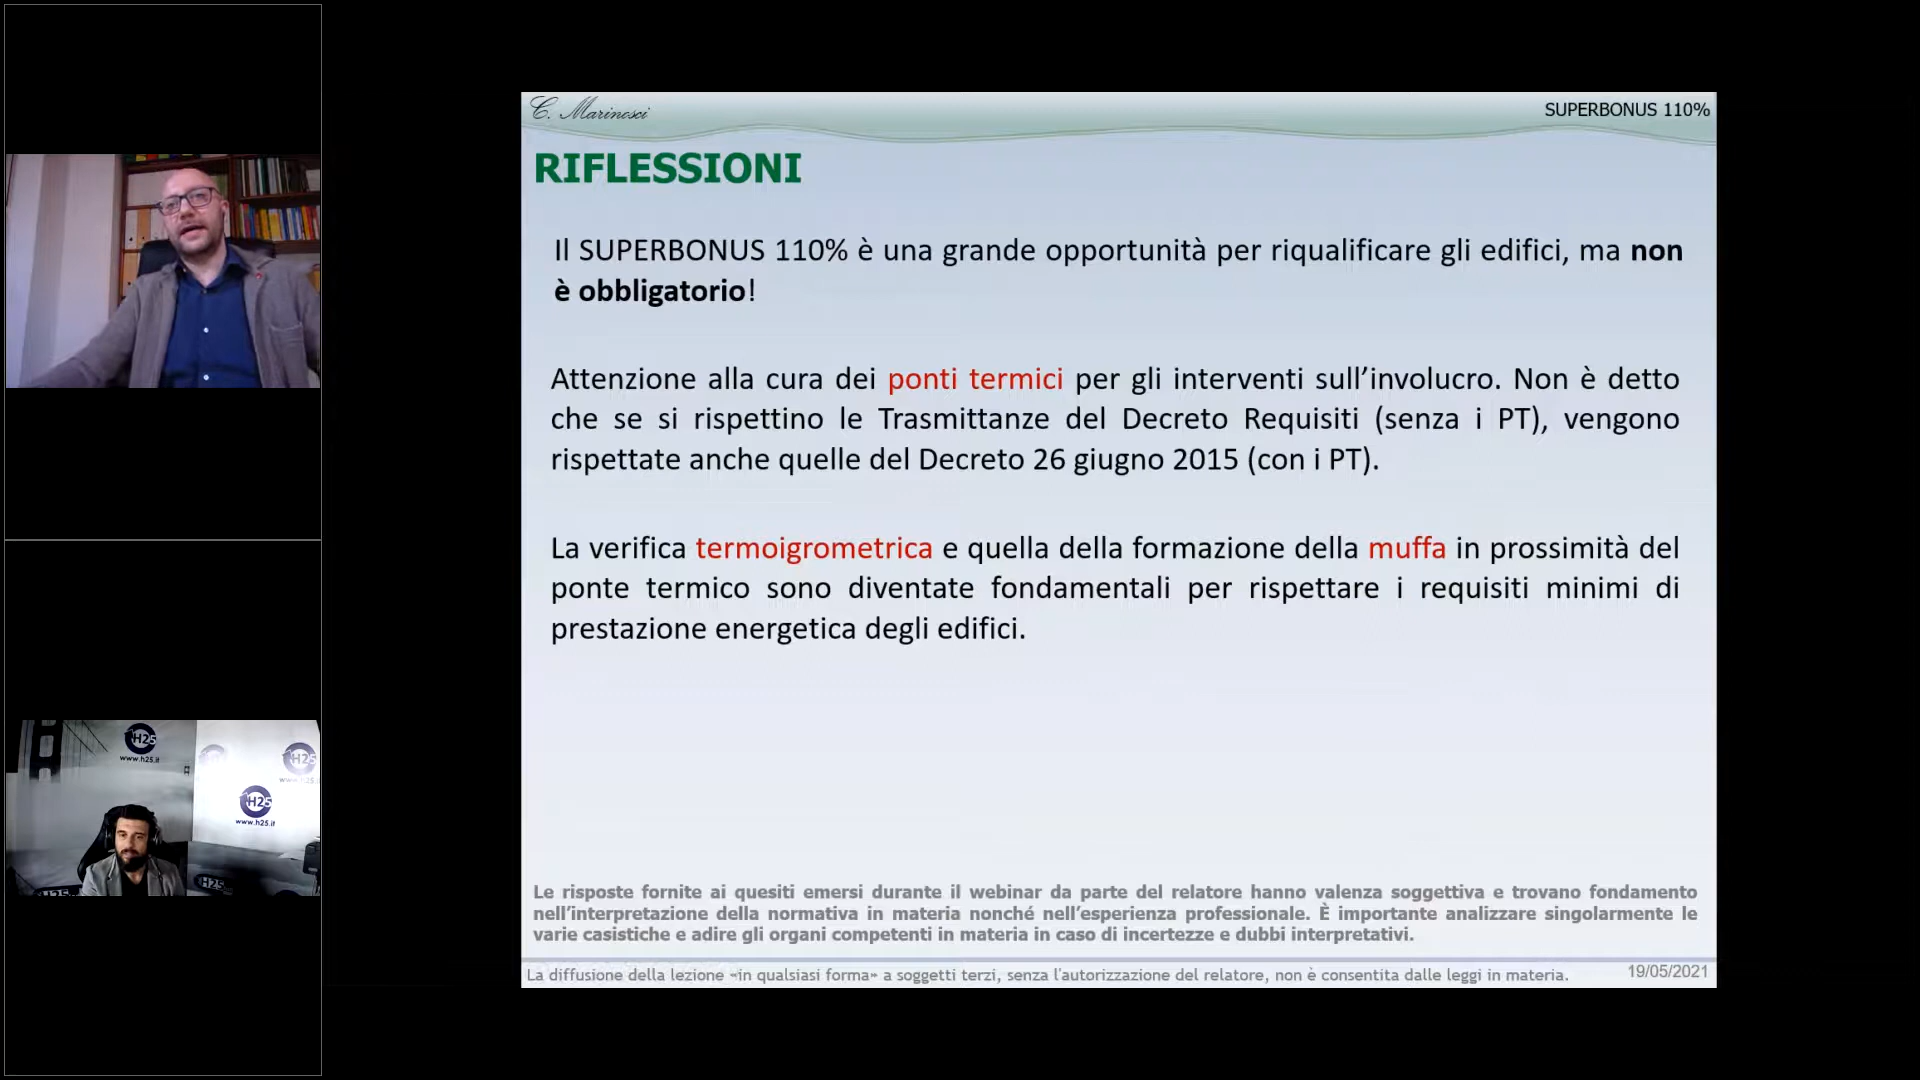 C. Marinosci
SUPERBONUS 110%
RIFLESSIONI
Il SUPERBONUS 110% è una grande opportunità per riqualificare gli edifici, ma non
è obbligatorio!
Attenzione alla cura dei ponti termici per gli interventi sull’involucro. Non è detto
che se si rispettino le Trasmittanze del Decreto Requisiti (senza i PT), vengono
rispettate anche quelle del Decreto 26 giugno 2015 (con i PT).
La verifica termoigrometrica e quella della formazione della muffa in prossimità del
ponte termico sono diventate fondamentali per rispettare i requisiti minimi di
prestazione energetica degli edifici.
Le risposte fornite ai quesiti emersi durante il webinar da parte del relatore hanno valenza soggettiva e trovano fondamento
nell’interpretazione della normativa in materia nonché nell’esperienza professionale. È importante analizzare singolarmente le
varie casistiche e adire gli organi competenti in materia in caso di incertezze e dubbi interpretativi.
La diffusione della lezione «in qualsiasi forma» a soggetti terzi, senza l'autorizzazione del relatore, non è consentita dalle leggi in materia.
19/05/2021
H25
www.h25.it
H25
H25
www.h25.it
H25
H25